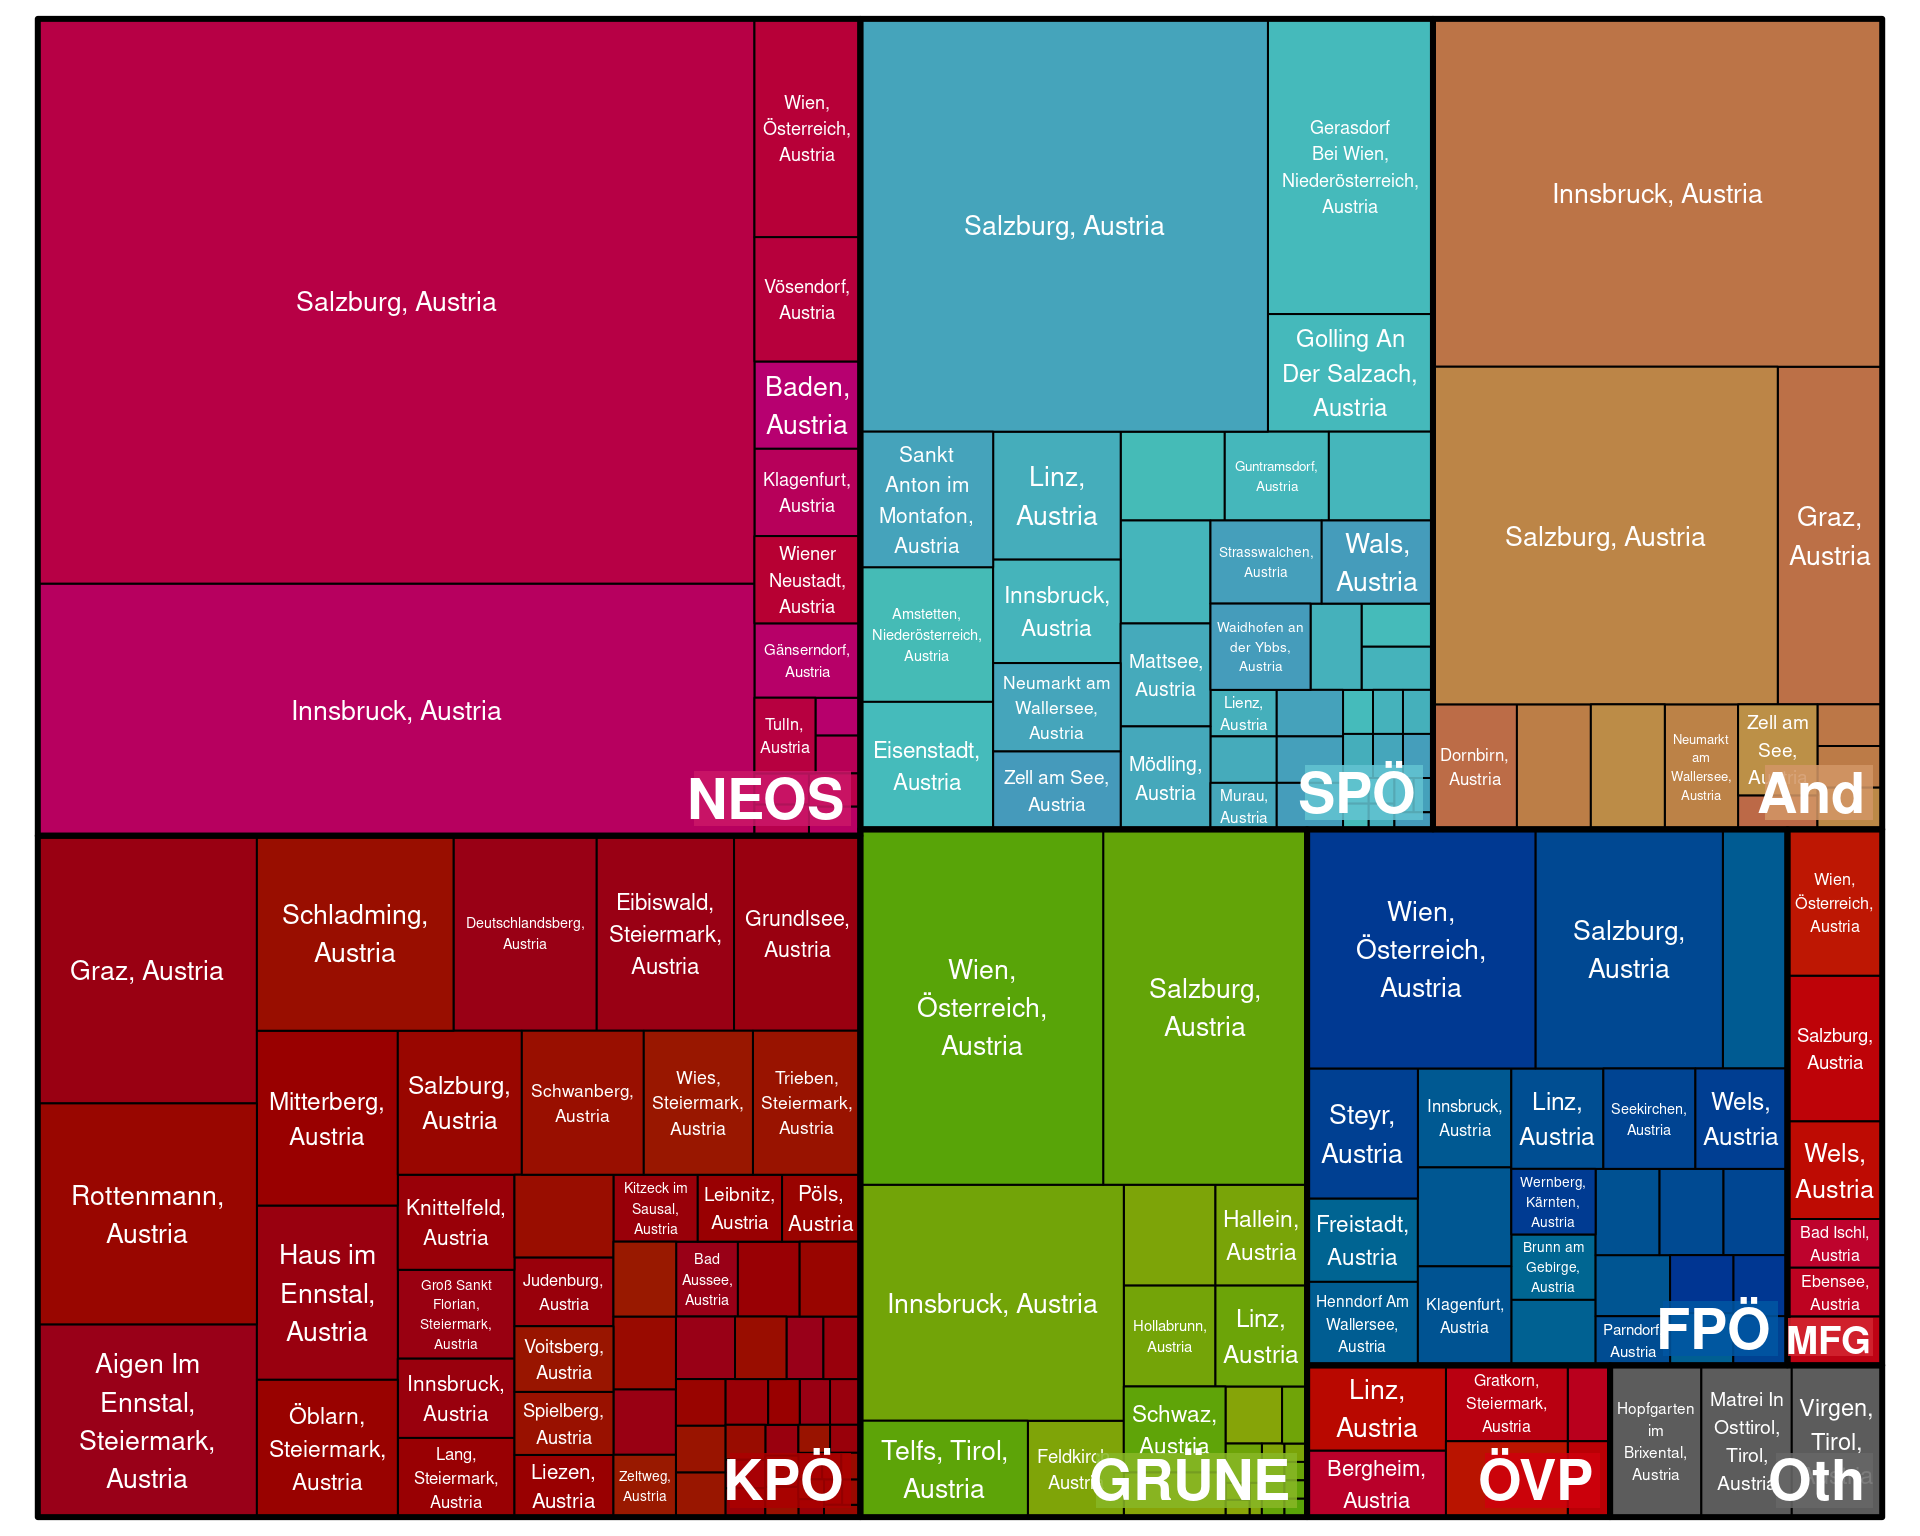 Salzburg, Austria
Innsbruck, Austria
Wien,
Österreich,
Austria
Vösendorf,
Austria
Baden,
Austria
Klagenfurt,
Austria
Wiener
Neustadt,
Austria
Gänserndorf,
Austria
Tulln,
Austria
NEOS
Salzburg, Austria
Gerasdorf
Bei Wien,
Niederösterreich,
Austria
Golling An
Der Salzach,
Austria
Sankt
Anton im
Montafon,
Austria
Amstetten,
Niederösterreich,
Austria
Eisenstadt,
Austria
Linz,
Austria
Innsbruck,
Austria
Neumarkt am
Wallersee,
Austria
Zell am See,
Austria
Guntramsdorf,
Austria
Strasswalchen,
Austria
Wals,
Austria
Waidhofen an
der Ybbs,
Austria
Mattsee,
Austria
Mödling,
Austria
Lienz,
Austria
Murau,
Austria
SPÖ
Innsbruck, Austria
Salzburg, Austria
Graz,
Austria
Dornbirn,
Austria
Neumarkt
am
Wallersee,
Austria
Zell am
See,
Austria
And
Graz, Austria
Rottenmann,
Austria
Aigen Im
Ennstal,
Steiermark,
Austria
Schladming,
Austria
Deutschlandsberg,
Austria
Eibiswald,
Steiermark,
Austria
Grundlsee,
Austria
Mitterberg,
Austria
Haus im
Ennstal,
Austria
Öblarn,
Steiermark,
Austria
Salzburg,
Austria
Schwanberg,
Austria
Wies,
Steiermark,
Austria
Trieben,
Steiermark,
Austria
Knittelfeld,
Austria
Groß Sankt
Florian,
Steiermark,
Austria
Innsbruck,
Austria
Lang,
Steiermark,
Austria
Judenburg,
Austria
Voitsberg,
Austria
Spielberg,
Austria
Liezen,
Austria
Kitzeck im
Sausal,
Austria
Leibnitz,
Austria
Pöls,
Austria
Bad
Aussee,
Austria
Zeltweg,
Austria
KPÖ
Wien,
Österreich,
Austria
Salzburg,
Austria
Innsbruck, Austria
Hallein,
Austria
Hollabrunn,
Austria
Linz,
Austria
Telfs, Tirol,
Austria
Feldkirch,
Austria
Schwaz,
Austria
GRÜNE
Wien,
Österreich,
Austria
Salzburg,
Austria
Steyr,
Austria
Freistadt,
Austria
Henndorf Am
Wallersee,
Austria
Innsbruck,
Austria
Klagenfurt,
Austria
Linz,
Austria
Seekirchen,
Austria
Wels,
Austria
Wernberg,
Kärnten,
Austria
Brunn am
Gebirge,
Austria
Parndorf,
Austria
FPÖ
Wien,
Österreich,
Austria
Salzburg,
Austria
Wels,
Austria
Bad Ischl,
Austria
Ebensee,
Austria
MFG
Linz,
Austria
Bergheim,
Austria
Gratkorn,
Steiermark,
Austria
ÖVP
Hopfgarten
im
Brixental,
Austria
Matrei In
Osttirol,
Tirol,
Austria
Virgen,
Tirol,
Austria
Oth